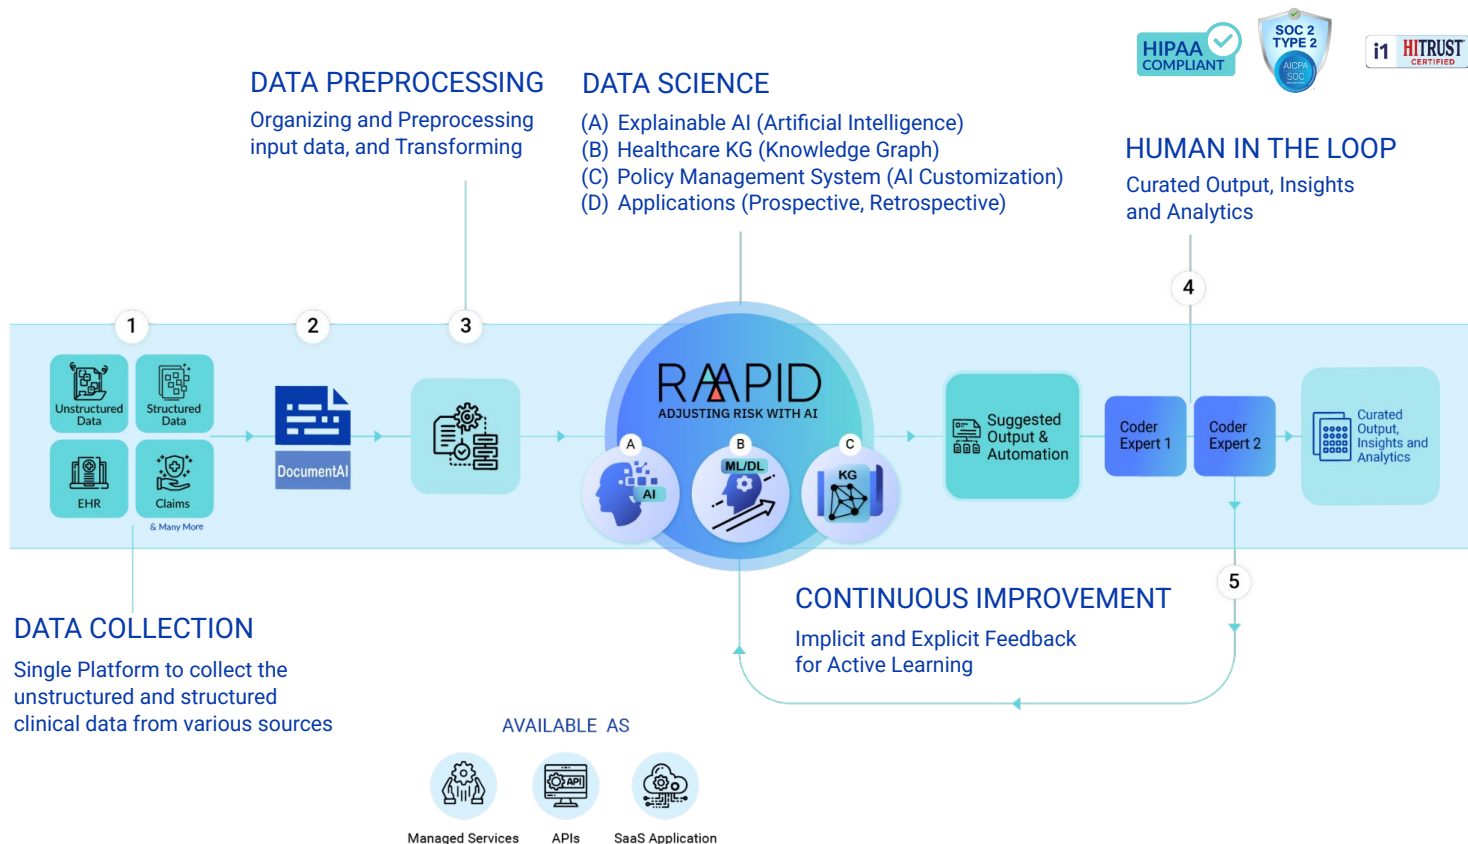 HIPAA
COMPLIANT
SOC 2
TYPE 2
AICPA
SOC
i1 HITRUST
CERTIFIED
DATA PREPROCESSING
Organizing and Preprocessing
input data, and Transforming
DATA SCIENCE
(A) Explainable AI (Artificial Intelligence)
(B) Healthcare KG (Knowledge Graph)
(C) Policy Management System (AI Customization)
(D) Applications (Prospective, Retrospective)
HUMAN IN THE LOOP
Curated Output, Insights
and Analytics
1
2
3
4
Unstructured
Data
Structured
Data
EHR
Claims
& Many More
DocumentAI
RAAPID
ADJUSTING RISK WITH AI
A
B
C
AI
ML/DL
KG
Suggested
Output &
Automation
Coder
Expert 1
Coder
Expert 2
Curated
Output,
Insights and
Analytics
5
CONTINUOUS IMPROVEMENT
Implicit and Explicit Feedback
for Active Learning
DATA COLLECTION
Single Platform to collect the
unstructured and structured
clinical data from various sources
AVAILABLE AS
API
Managed Services
APIs
SaaS Application